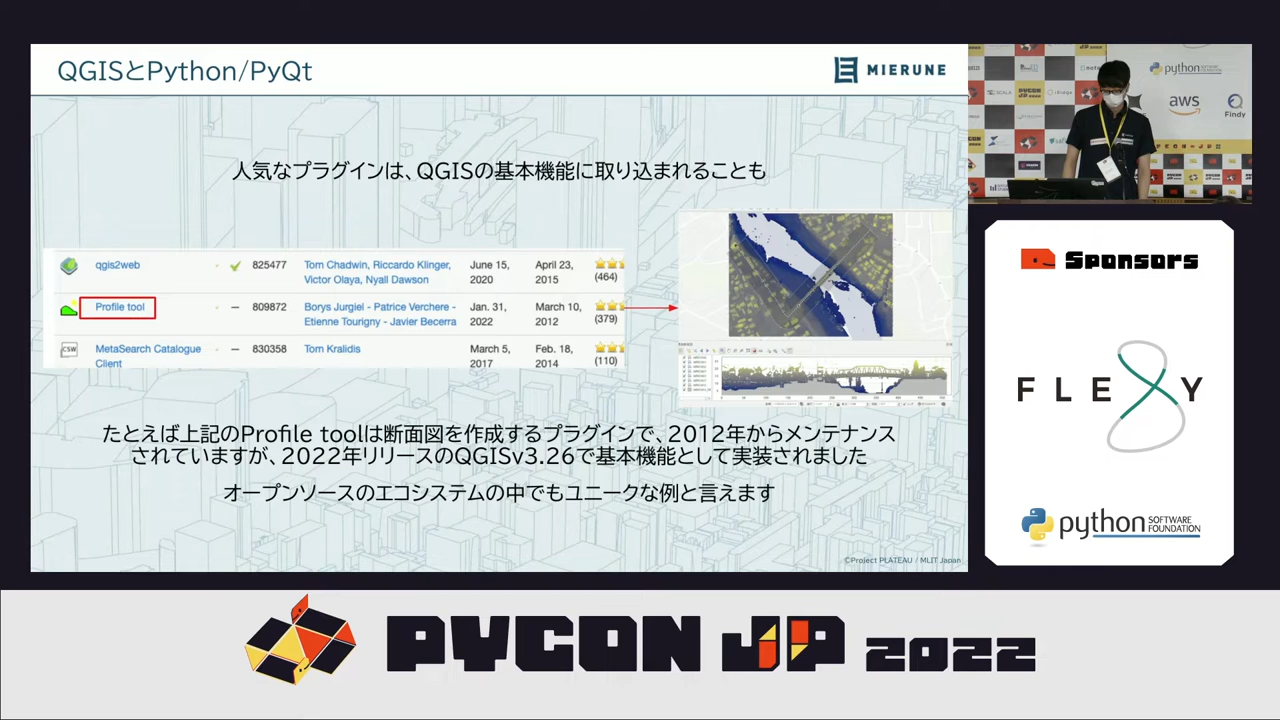 QGISとPython/PyQt
MIERUNE
人気なプラグインは、QGISの基本機能に取り込まれることも
qgis2web
825477
Tom Chadwin, Riccardo Klinger,
Victor Olaya, Nyall Dawson
June 15,
2020
April 23,
2015
(464)
Profile tool
809872
Borys Jurgiel - Patrice Verchere -
Etienne Tourigny - Javier Becerra
Jan. 31,
2022
March 10,
2012
(379)
CSW
MetaSearch Catalogue
Client
830358
Tom Kralidis
March 5,
2017
Feb. 18,
2014
(110)
たとえば上記のProfile toolは断面図を作成するプラグインで、2012年からメンテナンス
されていますが、2022年リリースのQGISv3.26で基本機能として実装されました
オープンソースのエコシステムの中でもユニークな例と言えます
©Project PLATEAU / MLIT Japan
python
aws
Findy
Sponsors
FLEXY
python SOFTWARE
FOUNDATION
PYCON JP 2022